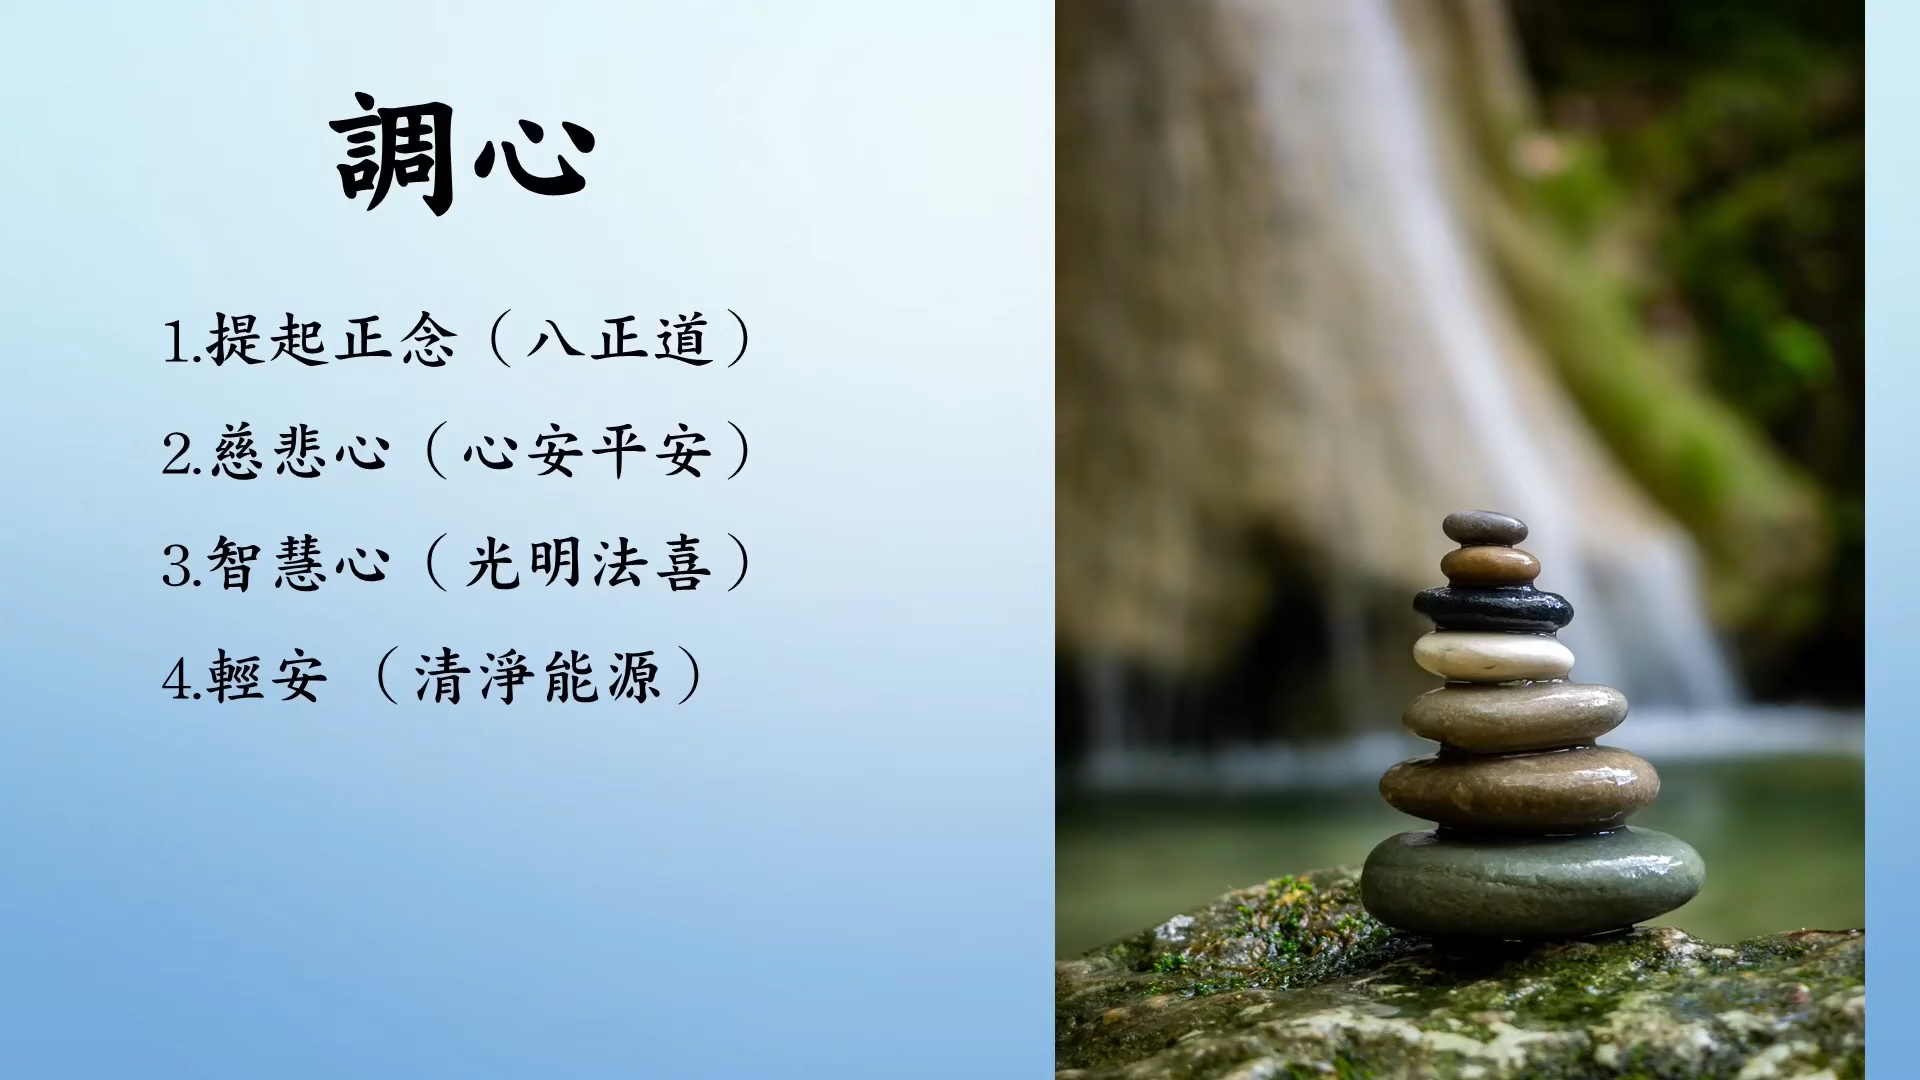 調心
1.提起正念（八正道）
2.慈悲心（心安平安）
3.智慧心（光明法喜）
4.輕安 （清淨能源）